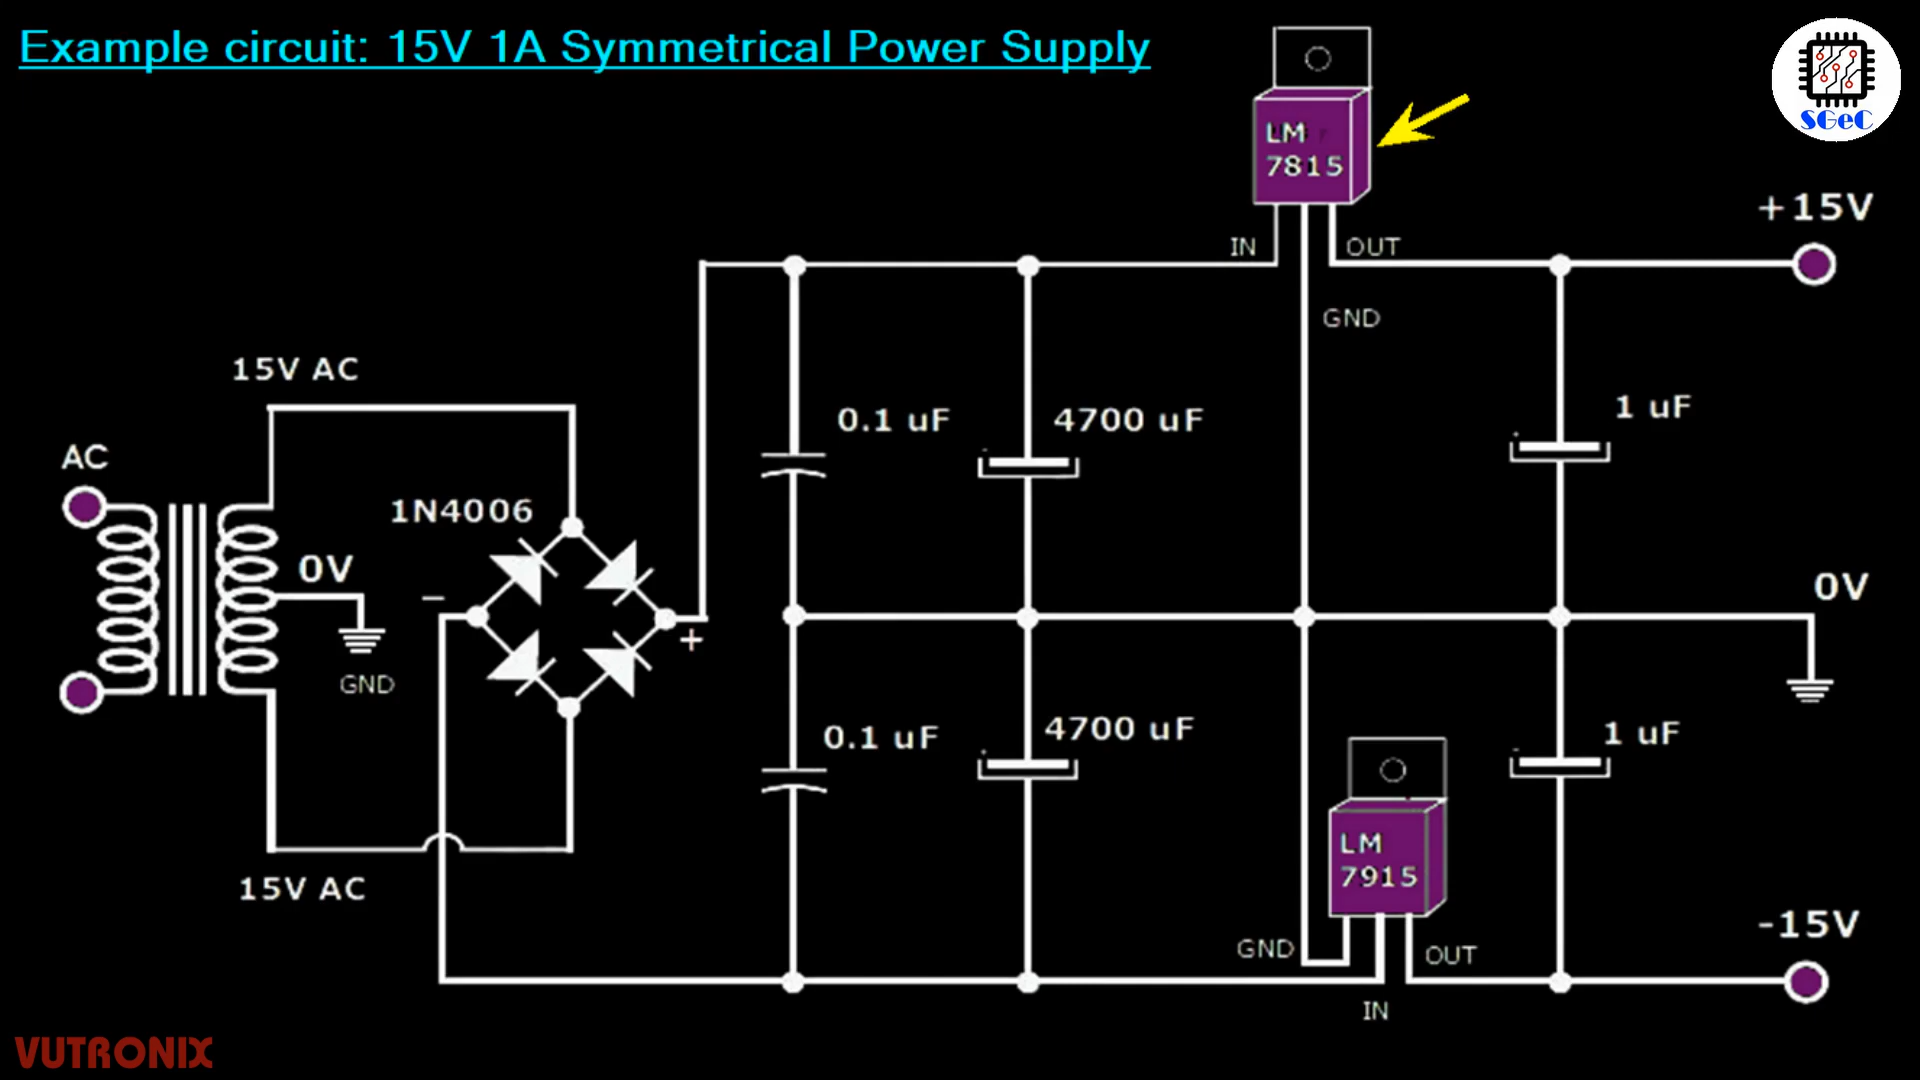 Example circuit: 15V 1A Symmetrical Power Supply
SGeC
LM
7815
+15V
IN
OUT
GND
15V AC
0.1 uF
4700 uF
1 uF
AC
1N4006
0V
0V
−
+
GND
0.1 uF
4700 uF
1 uF
LM
7915
15V AC
-15V
GND
OUT
IN
VUTRONIX